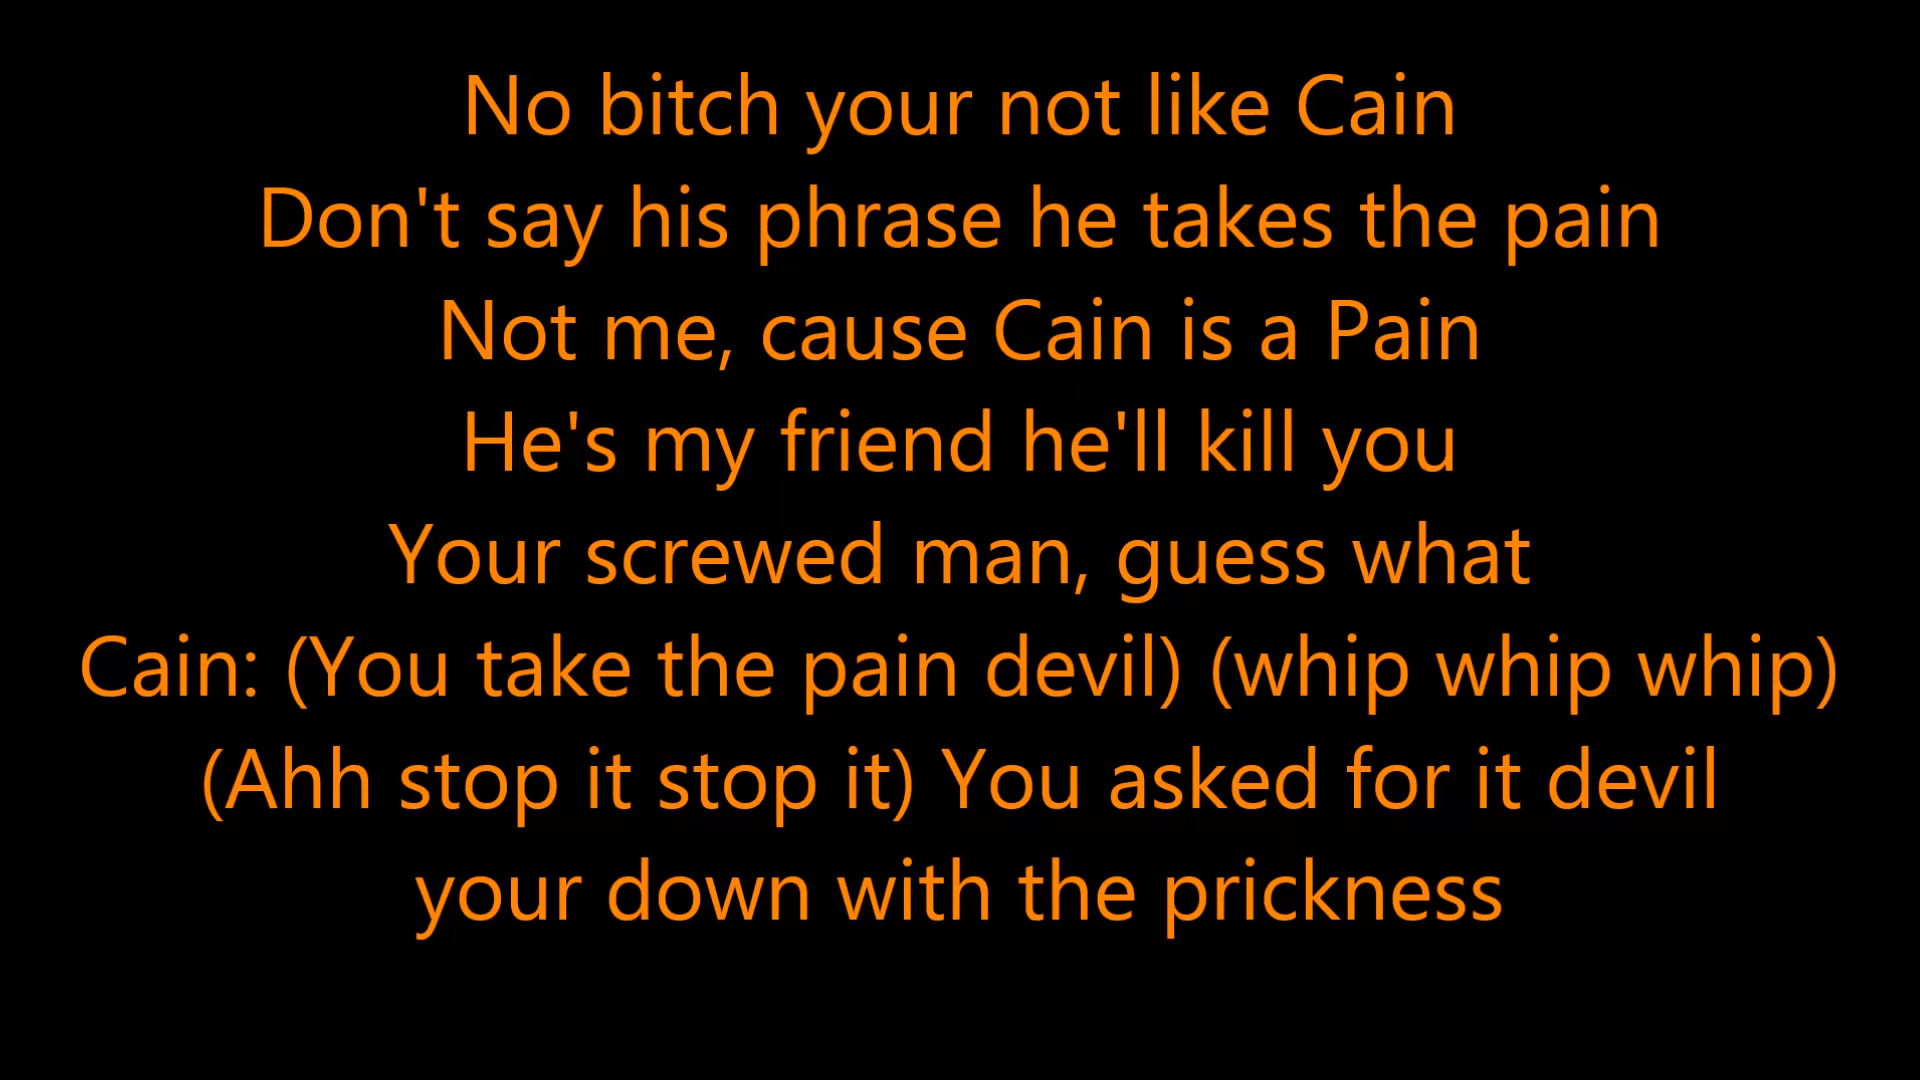 No bitch your not like Cain
Don't say his phrase he takes the pain
Not me, cause Cain is a Pain
He's my friend he'll kill you
Your screwed man, guess what
Cain: (You take the pain devil) (whip whip whip)
(Ahh stop it stop it) You asked for it devil
your down with the prickness